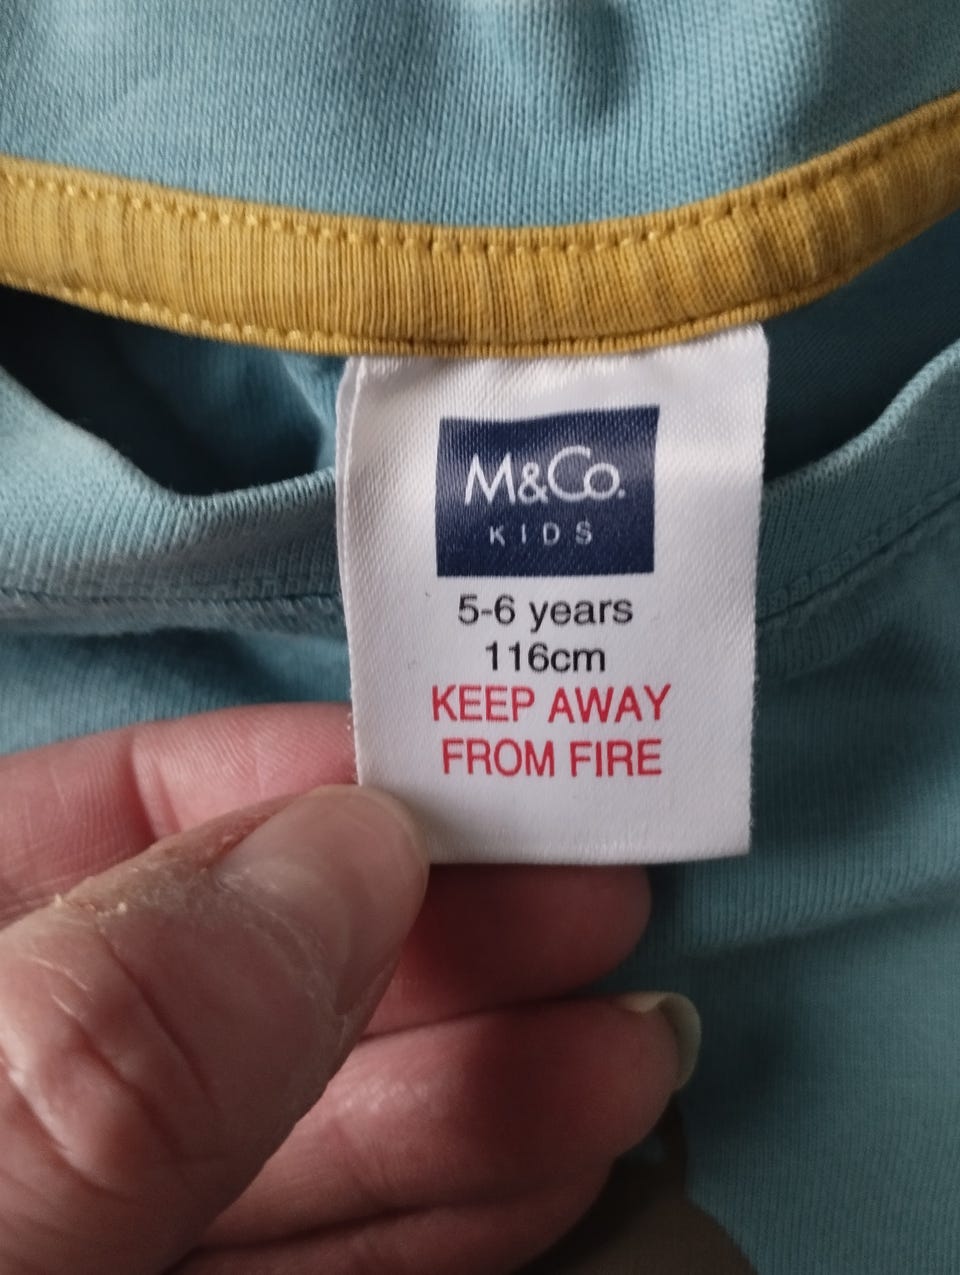 M&Co.
KIDS
5-6 years
116cm
KEEP AWAY
FROM FIRE